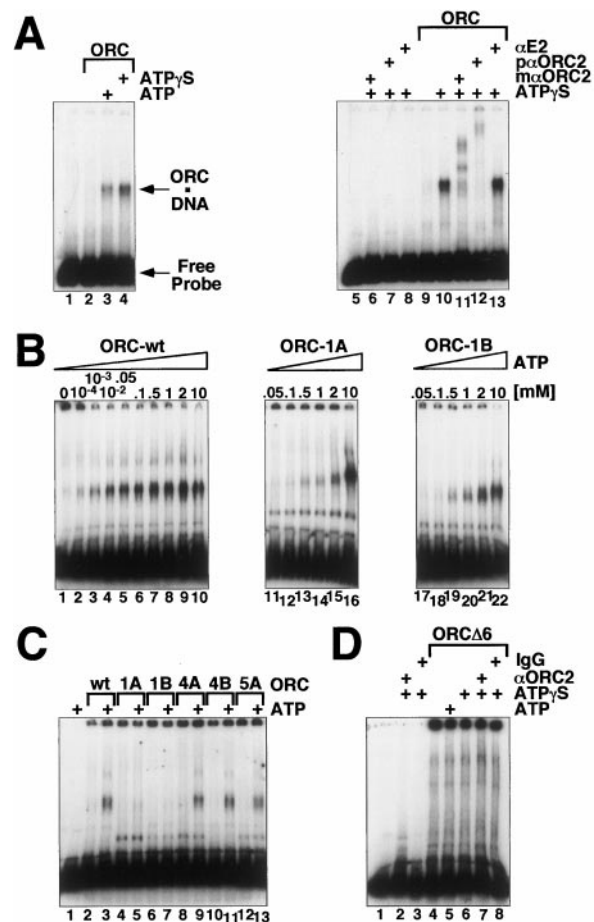 A
ORC
ATPγS
+
ATP
+
ORC
▪
DNA
Free
Probe
1 2 3 4
ORC
+ + αE2
+ + pαORC2
+ + mαORC2
+ + + + + + + ATPγS
5 6 7 8 9 10 11 12 13
B
ORC-wt
ORC-1A
ORC-1B
ATP
10⁻³ .05
0 10⁻⁴ 10⁻² .1 .5 1 2 10
.05 .1 .5 1 2 10
.05 .1 .5 1 2 10
[mM]
1 2 3 4 5 6 7 8 9 10
11 12 13 14 15 16
17 18 19 20 21 22
C
wt 1A 1B 4A 4B 5A ORC
+ + + + + + + ATP
1 2 3 4 5 6 7 8 9 10 11 12 13
D
ORCΔ6
+ + IgG
+ + αORC2
+ + + + + ATPγS
+ ATP
1 2 3 4 5 6 7 8